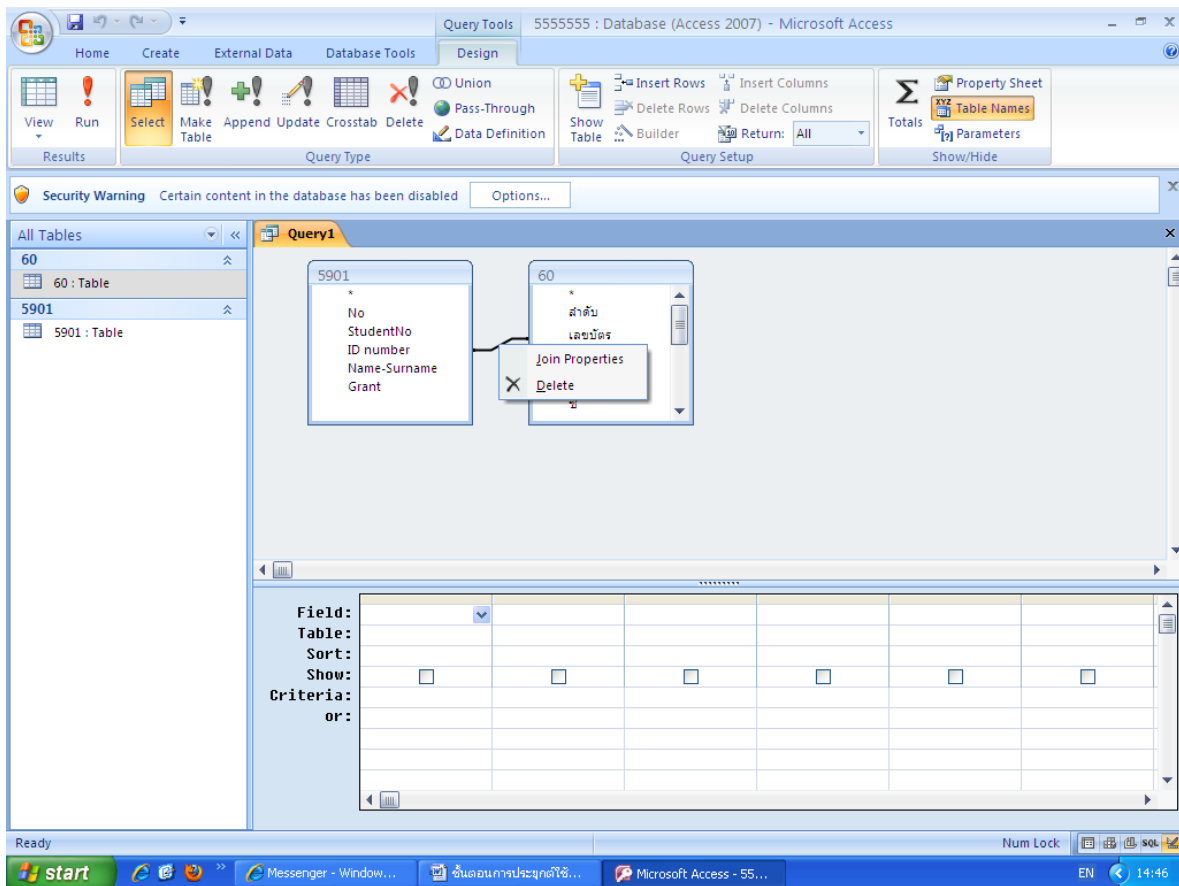 Query Tools 5555555 : Database (Access 2007) - Microsoft Access
Home Create External Data Database Tools Design
View
Run
Select
Make Table
Append
Update
Crosstab
Delete
Union
Pass-Through
Data Definition
Show Table
Insert Rows
Delete Rows
Builder
Insert Columns
Delete Columns
Return: All
Totals
Property Sheet
Table Names
Parameters
Results Query Type Query Setup Show/Hide
Security Warning Certain content in the database has been disabled Options...
All Tables
60
60 : Table
5901
5901 : Table
Query1
5901
*
No
StudentNo
ID number
Name-Surname
Grant
60
*
ลำดับ
เลขบัตร
Join Properties
Delete
Field:
Table:
Sort:
Show:
Criteria:
or:
Ready Num Lock SQL
start Messenger - Window... ขั้นตอนการประยุกต์ใช้... Microsoft Access - 55... EN 14:46